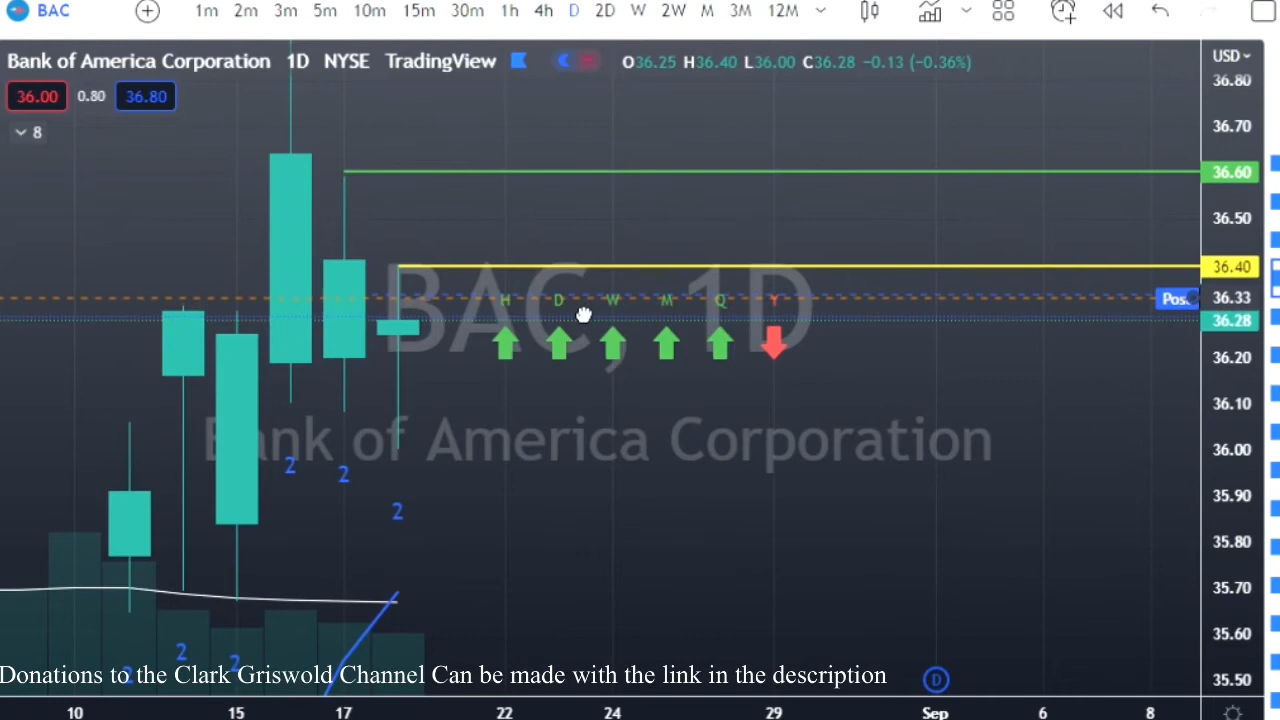 BAC 1m 2m 3m 5m 10m 15m 30m 1h 4h D 2D W 2W M 3M 12M
Bank of America Corporation 1D NYSE TradingView O36.25 H36.40 L36.00 C36.28 −0.13 (−0.36%)
USD
36.00 0.80 36.80
8
36.80
36.70
36.60
36.50
36.40
36.33
36.28
36.20
36.10
36.00
35.90
35.80
35.70
35.60
35.50
BAC, 1D
Bank of America Corporation
H D W M Q Y
2 2 2
2 2 2
D
Donations to the Clark Griswold Channel Can be made with the link in the description
10 15 17 22 24 29 Sep 6 8